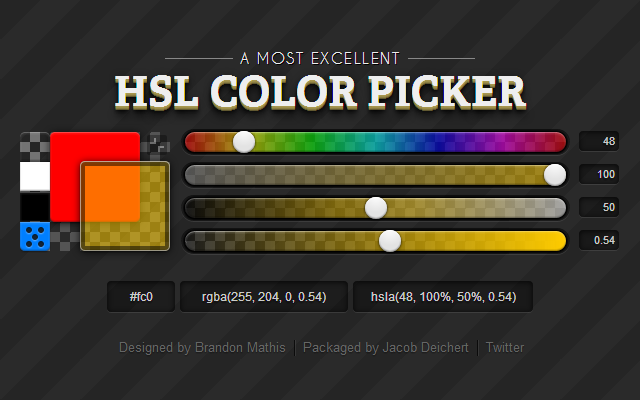 A MOST EXCELLENT
HSL COLOR PICKER
48
100
50
0.54
#fc0
rgba(255, 204, 0, 0.54)
hsla(48, 100%, 50%, 0.54)
Designed by Brandon Mathis | Packaged by Jacob Deichert | Twitter